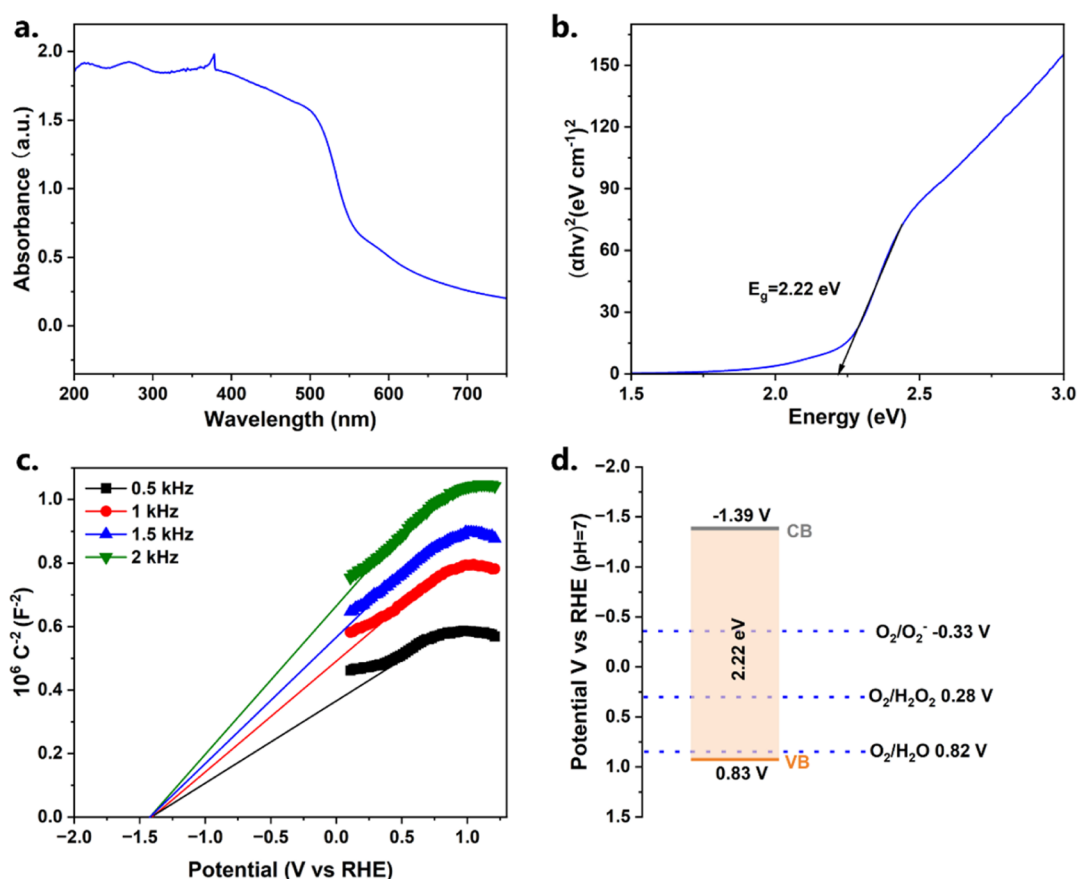 a.
2.0
1.5
1.0
0.5
0.0
Absorbance (a.u.)
200 300 400 500 600 700
Wavelength (nm)
b.
150
120
90
60
30
0
(αhv)²(eV cm⁻¹)²
E_g=2.22 eV
1.5 2.0 2.5 3.0
Energy (eV)
c.
0.5 kHz
1 kHz
1.5 kHz
2 kHz
1.0
0.8
0.6
0.4
0.2
0.0
10⁶ C⁻² (F⁻²)
−2.0 −1.5 −1.0 −0.5 0.0 0.5 1.0
Potential (V vs RHE)
d.
−2.0
−1.5
−1.0
−0.5
0.0
0.5
1.0
1.5
Potential V vs RHE (pH=7)
-1.39 V
CB
2.22 eV
O₂/O₂⁻ -0.33 V
O₂/H₂O₂ 0.28 V
O₂/H₂O 0.82 V
VB
0.83 V